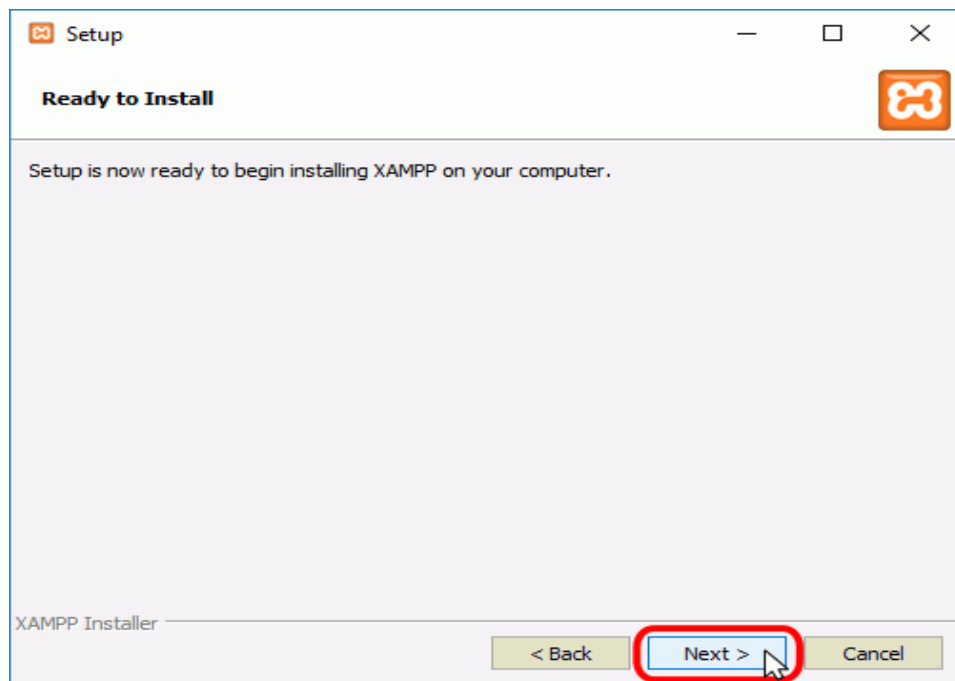 Setup
Ready to Install
Setup is now ready to begin installing XAMPP on your computer.
XAMPP Installer
< Back Next > Cancel